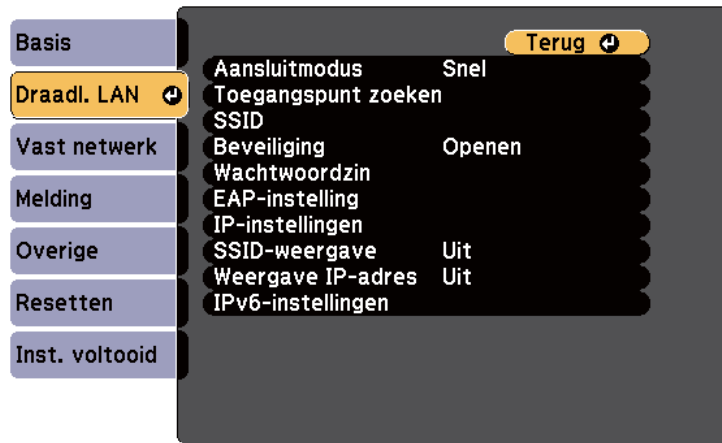 Basis
Draadl. LAN
Vast netwerk
Melding
Overige
Resetten
Inst. voltooid
Terug
Aansluitmodus Snel
Toegangspunt zoeken
SSID
Beveiliging Openen
Wachtwoordzin
EAP-instelling
IP-instellingen
SSID-weergave Uit
Weergave IP-adres Uit
IPv6-instellingen